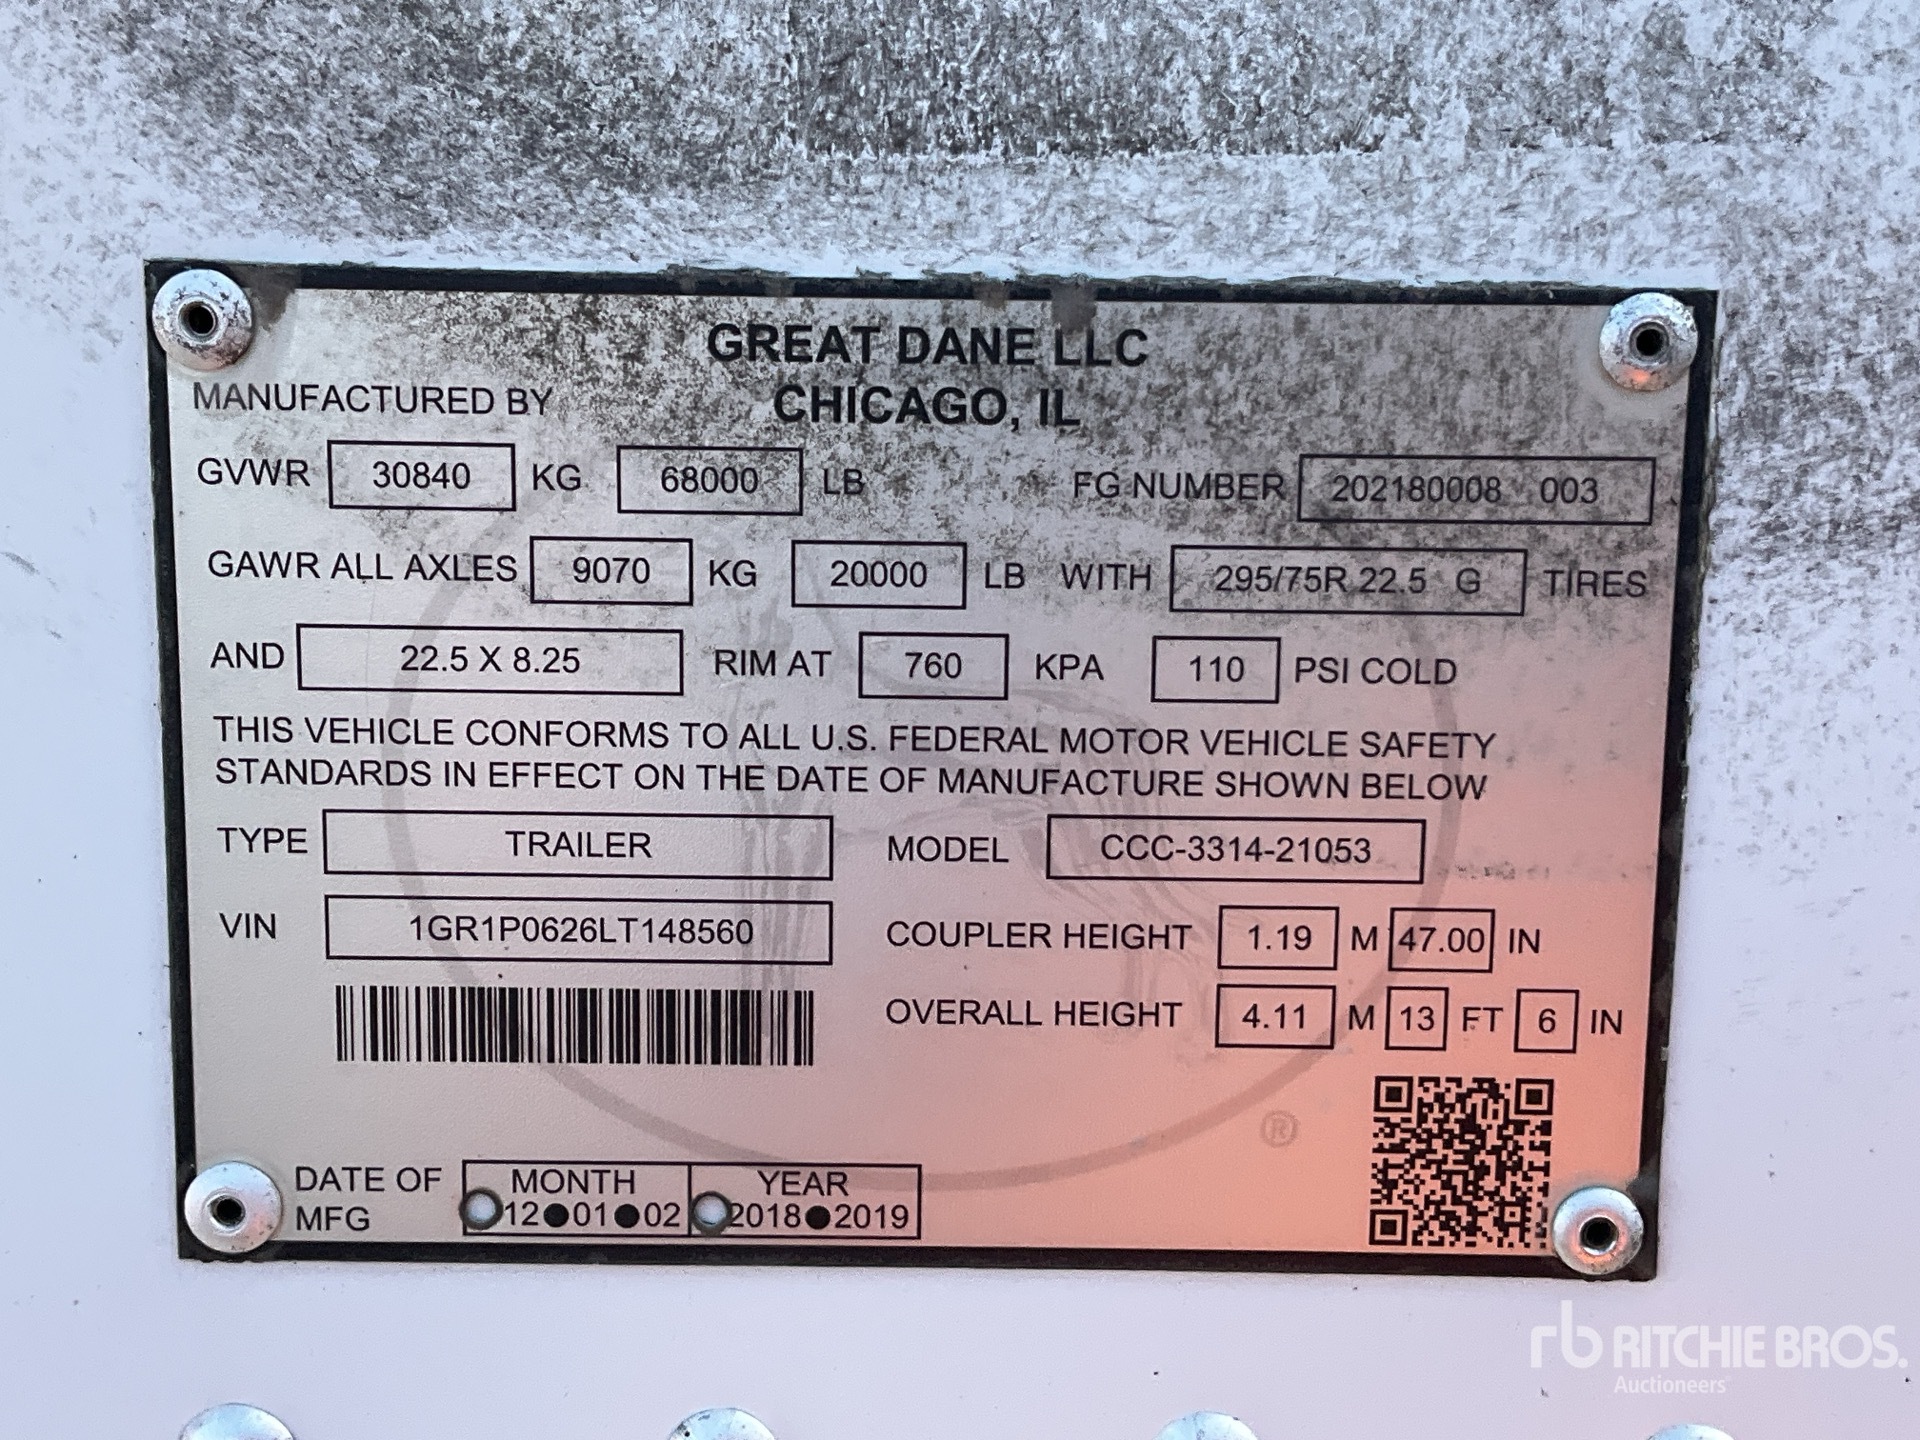 GREAT DANE LLC
MANUFACTURED BY CHICAGO, IL
GVWR 30840 KG 68000 LB FG NUMBER 202180008 003
GAWR ALL AXLES 9070 KG 20000 LB WITH 295/75R 22.5 G TIRES
AND 22.5 X 8.25 RIM AT 760 KPA 110 PSI COLD
THIS VEHICLE CONFORMS TO ALL U.S. FEDERAL MOTOR VEHICLE SAFETY
STANDARDS IN EFFECT ON THE DATE OF MANUFACTURE SHOWN BELOW
TYPE TRAILER MODEL CCC-3314-21053
VIN 1GR1P0626LT148560 COUPLER HEIGHT 1.19 M 47.00 IN
OVERALL HEIGHT 4.11 M 13 FT 6 IN
®
DATE OF MONTH YEAR
MFG 12●01●02 2018●2019
rb RITCHIE BROS.
Auctioneers